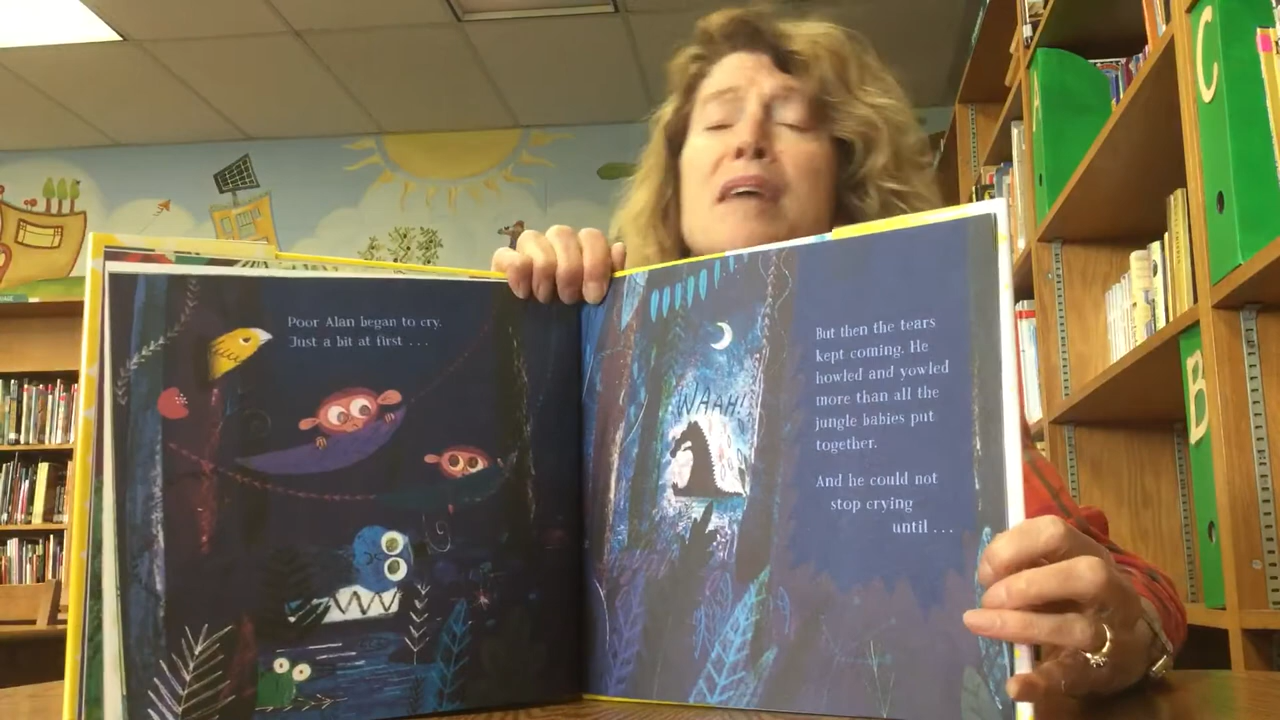 Poor Alan began to cry.
Just a bit at first . . .
WAAH!
But then the tears
kept coming. He
howled and yowled
more than all the
jungle babies put
together.
And he could not
stop crying
until . . .
A
C
B